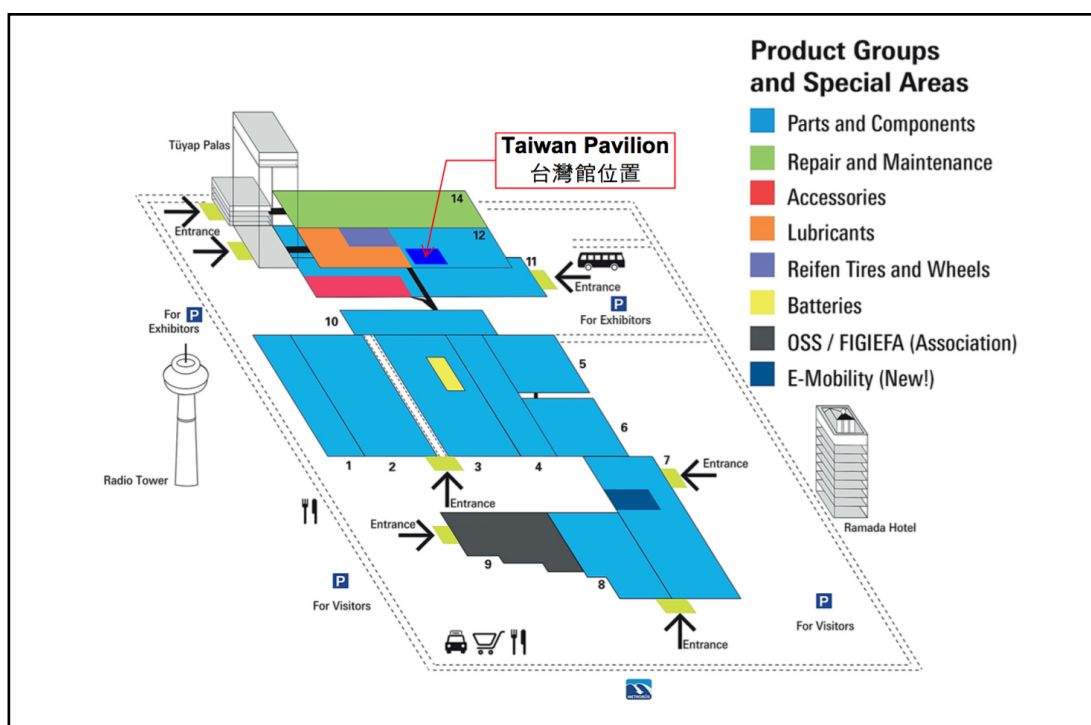 Product Groups
and Special Areas
Parts and Components
Repair and Maintenance
Accessories
Lubricants
Reifen Tires and Wheels
Batteries
OSS / FIGIEFA (Association)
E-Mobility (New!)
Tüyap Palas
Taiwan Pavilion
台灣館位置
14
12
11
Entrance
Entrance
P
For Exhibitors
For
Exhibitors
P
10
5
6
7
1
2
3
4
Entrance
Entrance
Entrance
9
8
Radio Tower
Ramada Hotel
P
For Visitors
P
For Visitors
Entrance
METROBÜS